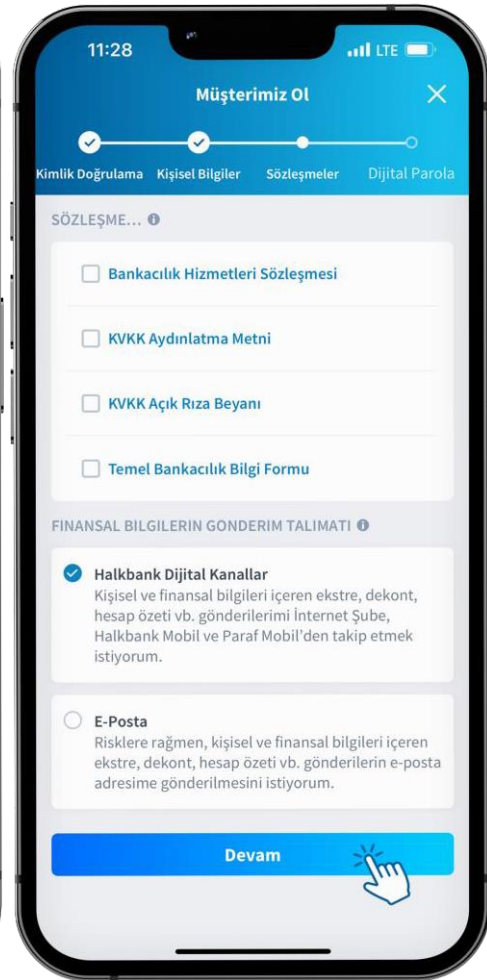 11:28
LTE
Müşterimiz Ol
Kimlik Doğrulama Kişisel Bilgiler Sözleşmeler Dijital Parola
SÖZLEŞME...
Bankacılık Hizmetleri Sözleşmesi
KVKK Aydınlatma Metni
KVKK Açık Rıza Beyanı
Temel Bankacılık Bilgi Formu
FINANSAL BILGILERIN GONDERIM TALIMATI
Halkbank Dijital Kanallar
Kişisel ve finansal bilgileri içeren ekstre, dekont,
hesap özeti vb. gönderilerimi İnternet Şube,
Halkbank Mobil ve Paraf Mobil'den takip etmek
istiyorum.
E-Posta
Risklere rağmen, kişisel ve finansal bilgileri içeren
ekstre, dekont, hesap özeti vb. gönderilerin e-posta
adresime gönderilmesini istiyorum.
Devam